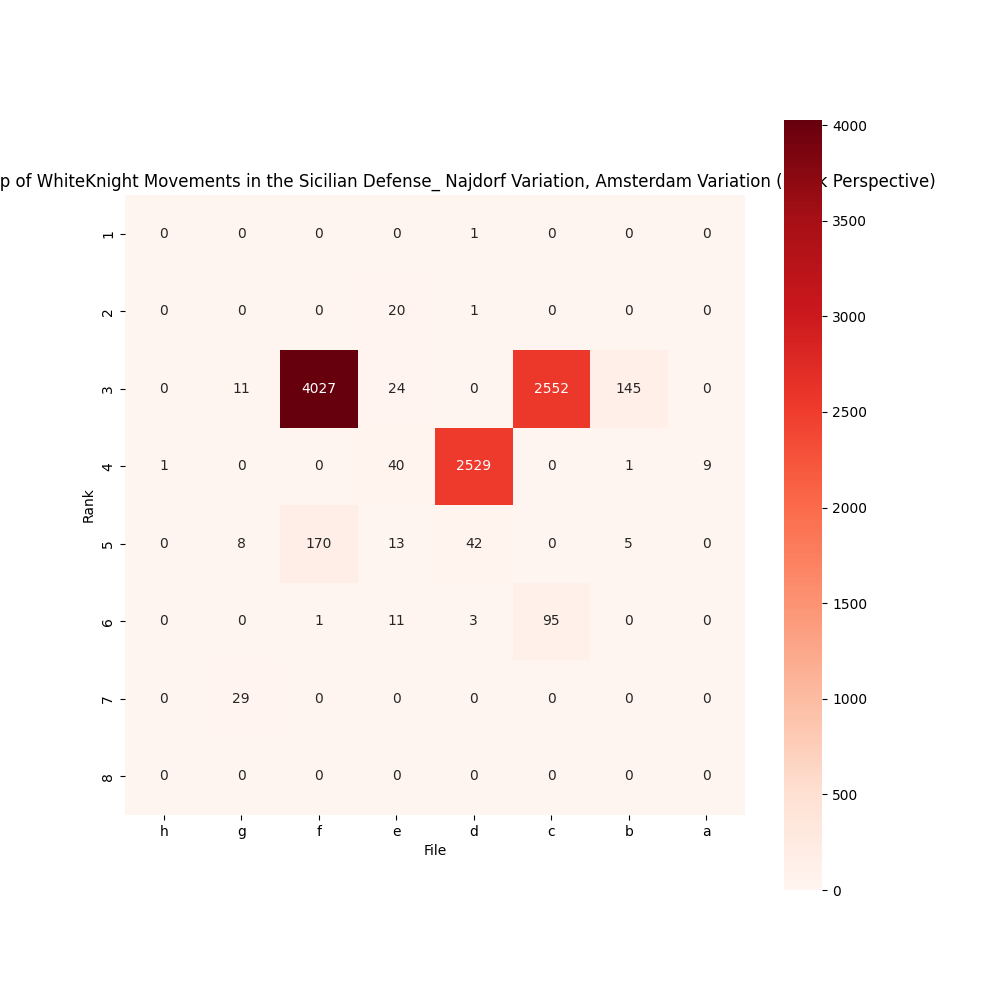 p of WhiteKnight Movements in the Sicilian Defense_ Najdorf Variation, Amsterdam Variation ( k Perspective)
4000
3500
3000
2500
2000
1500
1000
500
0
Rank
1 0 0 0 0 1 0 0 0
2 0 0 0 20 1 0 0 0
3 0 11 4027 24 0 2552 145 0
4 1 0 0 40 2529 0 1 9
5 0 8 170 13 42 0 5 0
6 0 0 1 11 3 95 0 0
7 0 29 0 0 0 0 0 0
8 0 0 0 0 0 0 0 0
h g f e d c b a
File